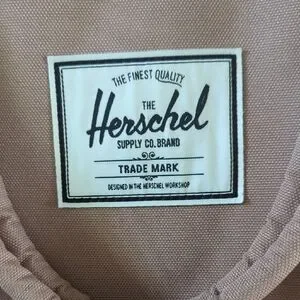 THE FINEST QUALITY
THE
Herschel
SUPPLY CO. BRAND
TRADE MARK
DESIGNED IN THE HERSCHEL WORKSHOP